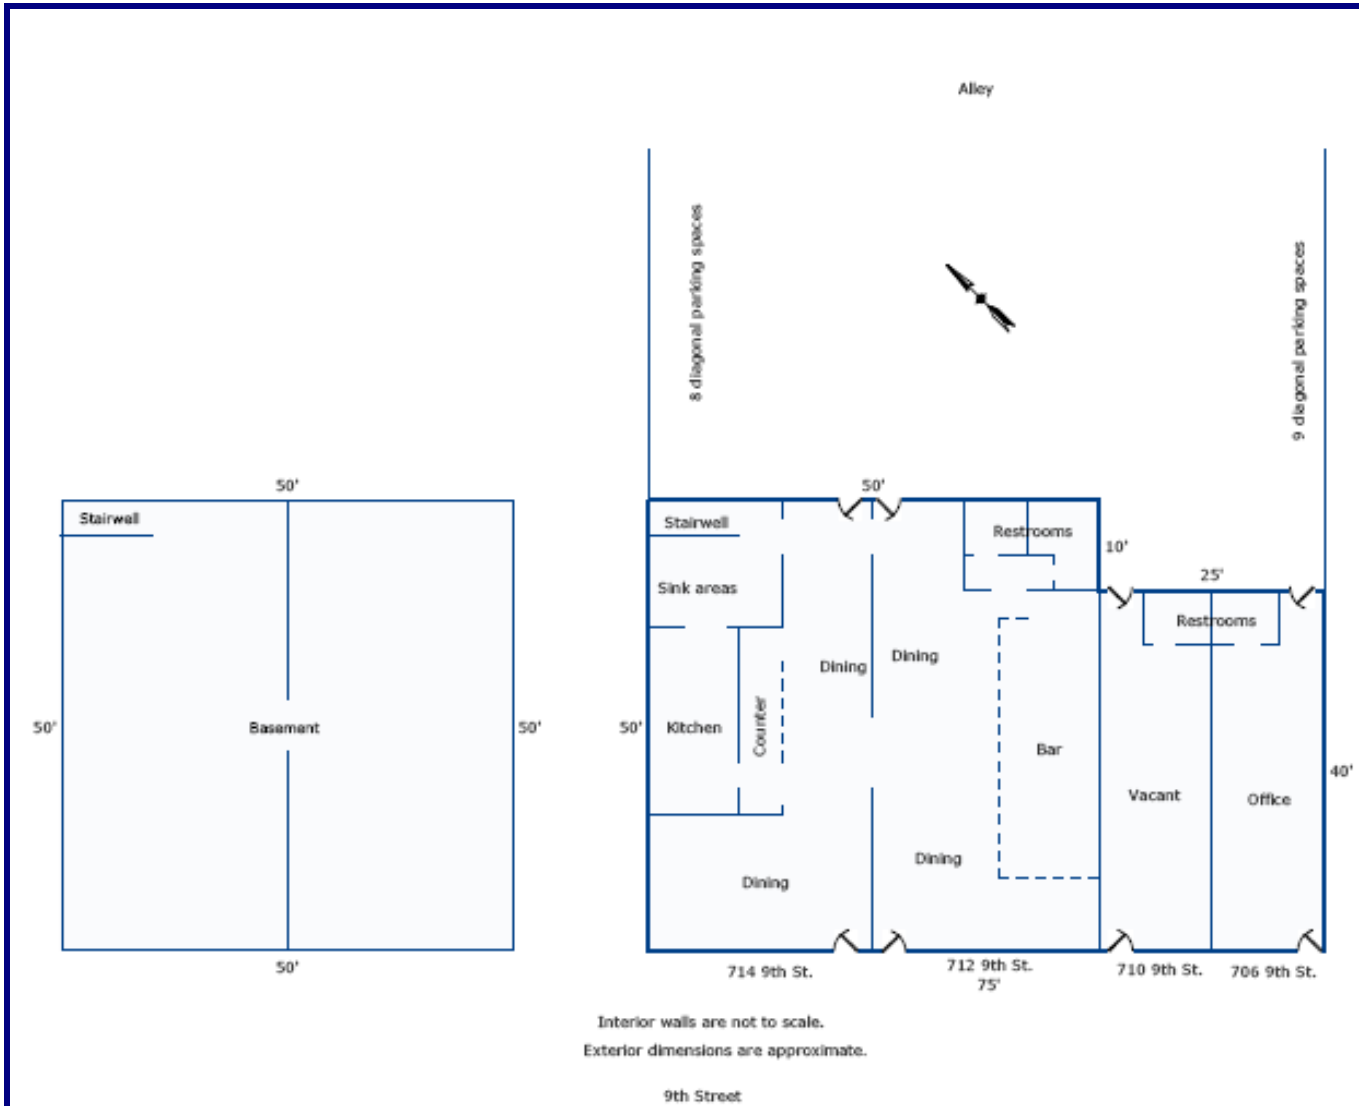 Alley
8 diagonal parking spaces
9 diagonal parking spaces
50'
Stairwell
50'
Basement
50'
50'
50'
Stairwell
Restrooms
10'
25'
Sink areas
Restrooms
Dining
Dining
50'
Kitchen
Counter
Bar
40'
Vacant
Office
Dining
Dining
714 9th St.
712 9th St.
75'
710 9th St.
706 9th St.
Interior walls are not to scale.
Exterior dimensions are approximate.
9th Street